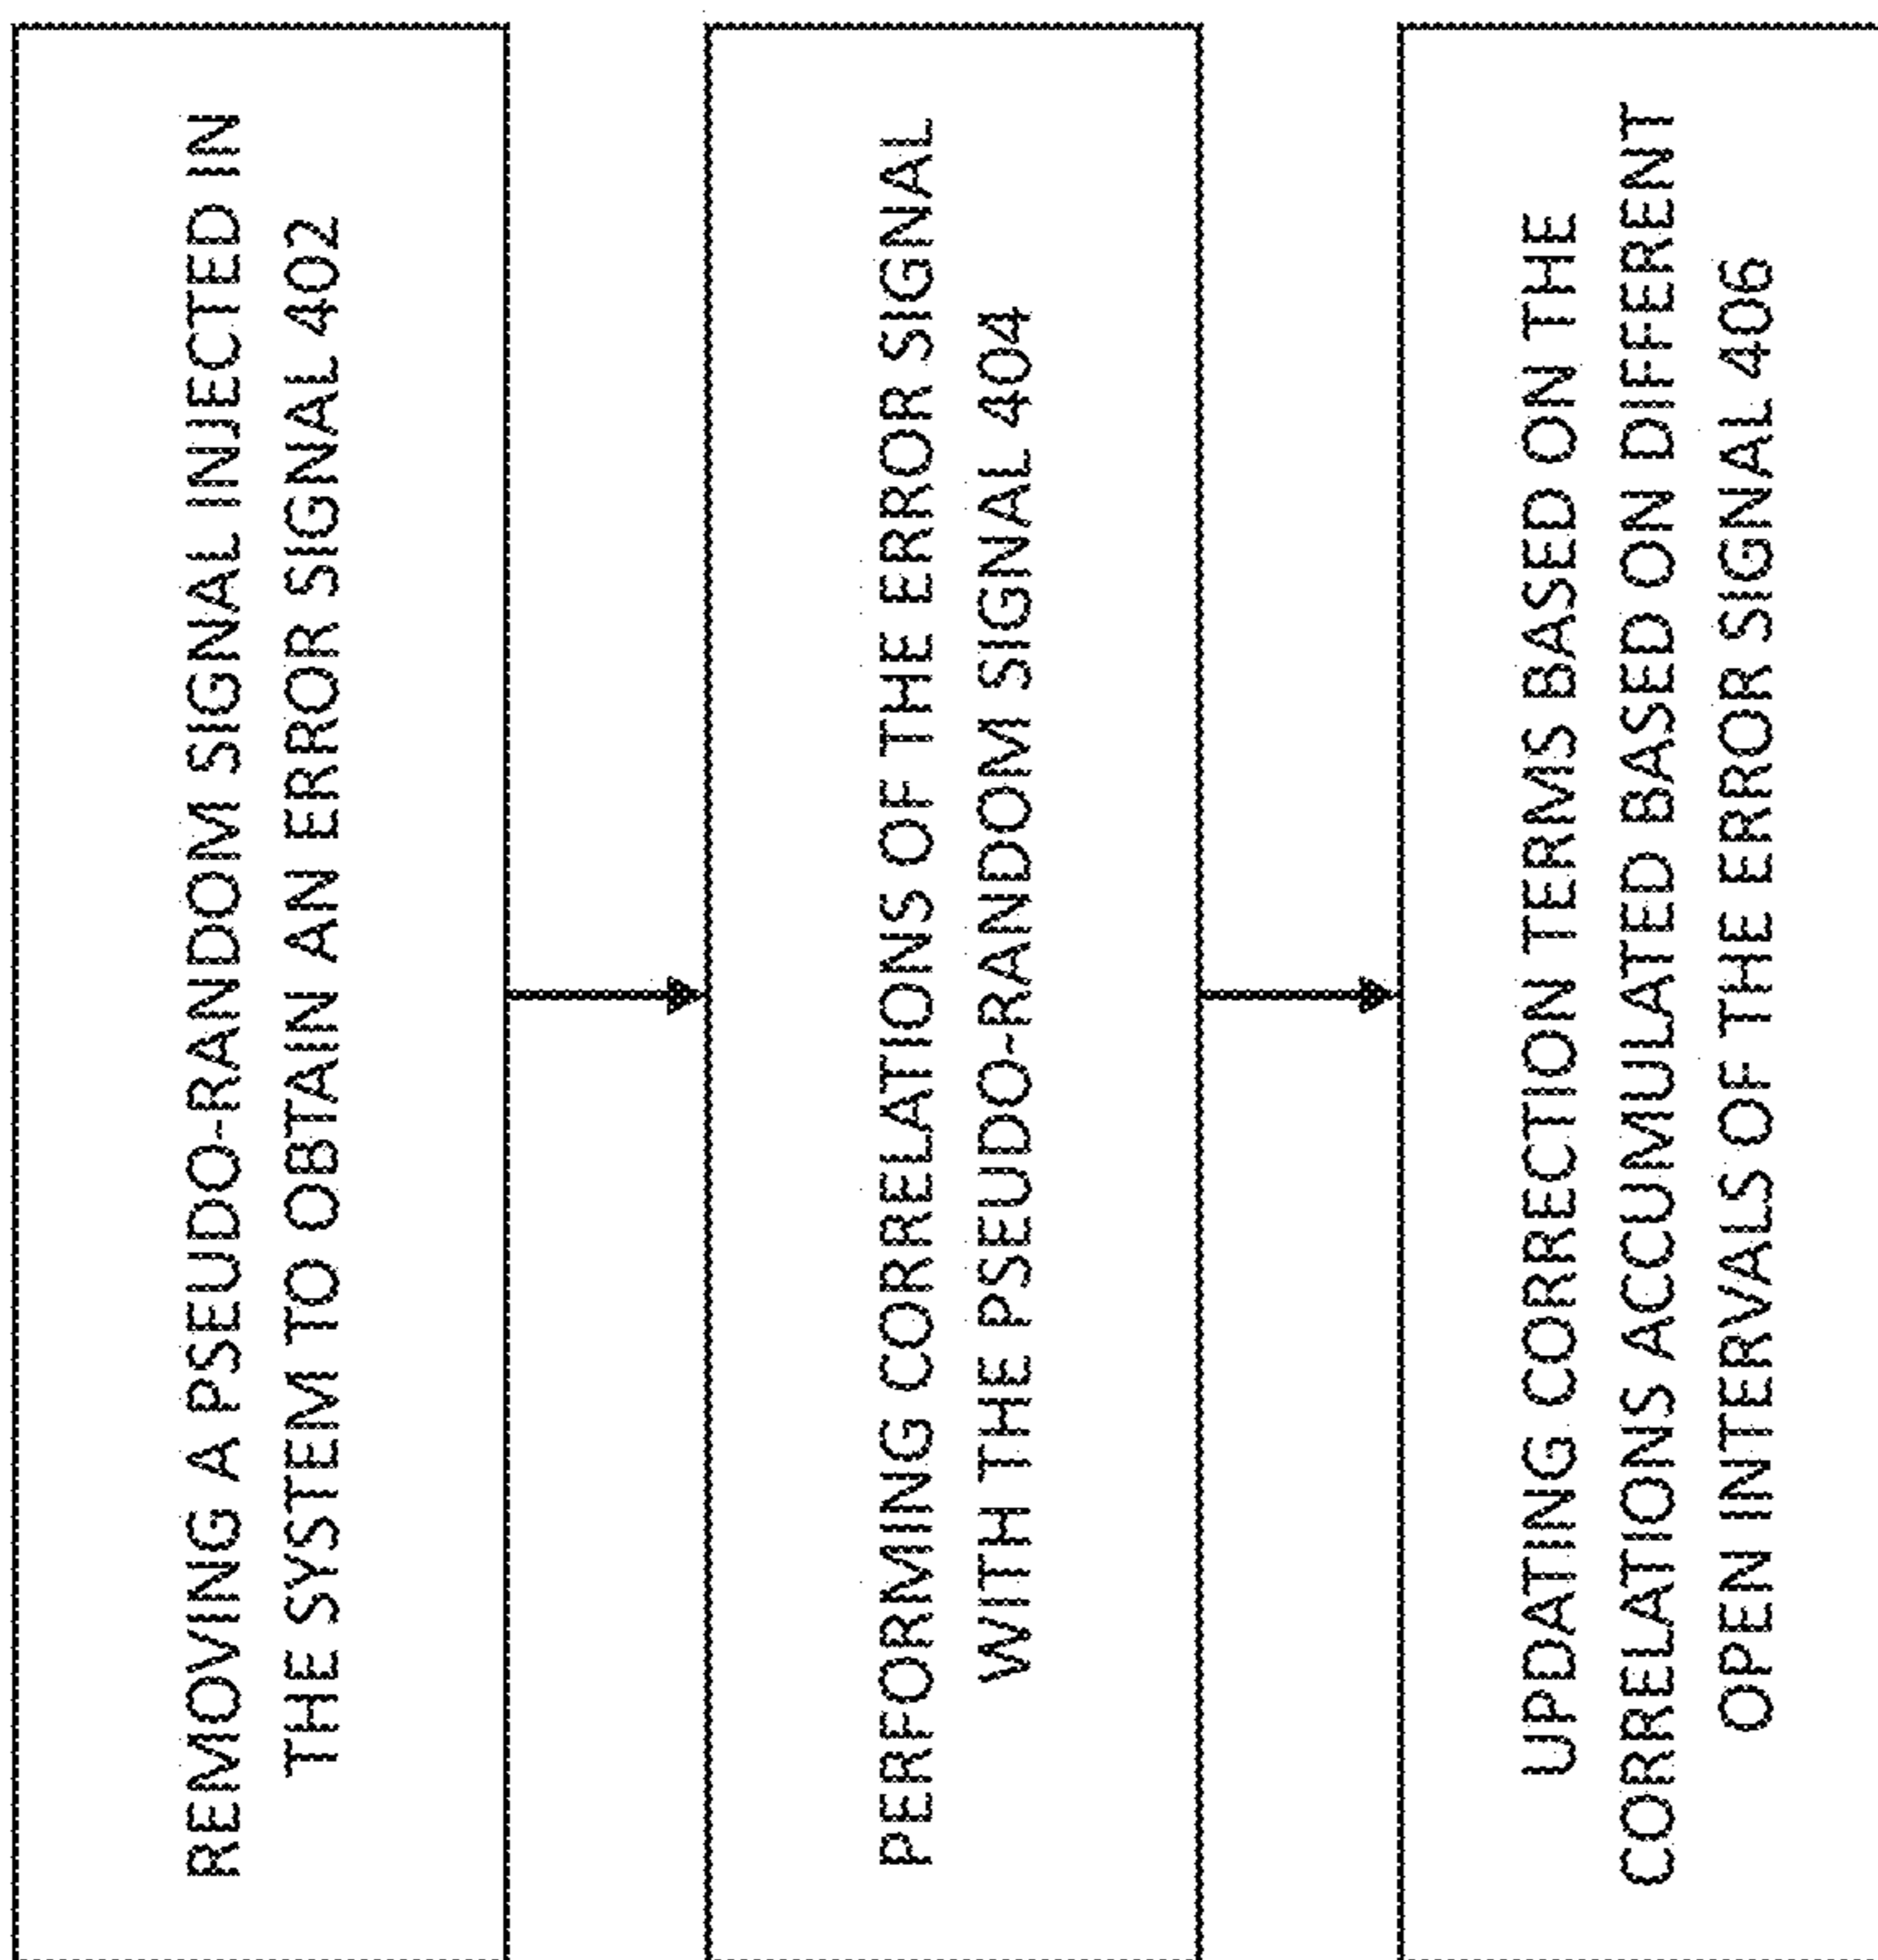 REMOVING A PSEUDO-RANDOM SIGNAL INJECTED IN
THE SYSTEM TO OBTAIN AN ERROR SIGNAL 402
PERFORMING CORRELATIONS OF THE ERROR SIGNAL
WITH THE PSEUDO-RANDOM SIGNAL 404
UPDATING CORRECTION TERMS BASED ON THE
CORRELATIONS ACCUMULATED BASED ON DIFFERENT
OPEN INTERVALS OF THE ERROR SIGNAL 406